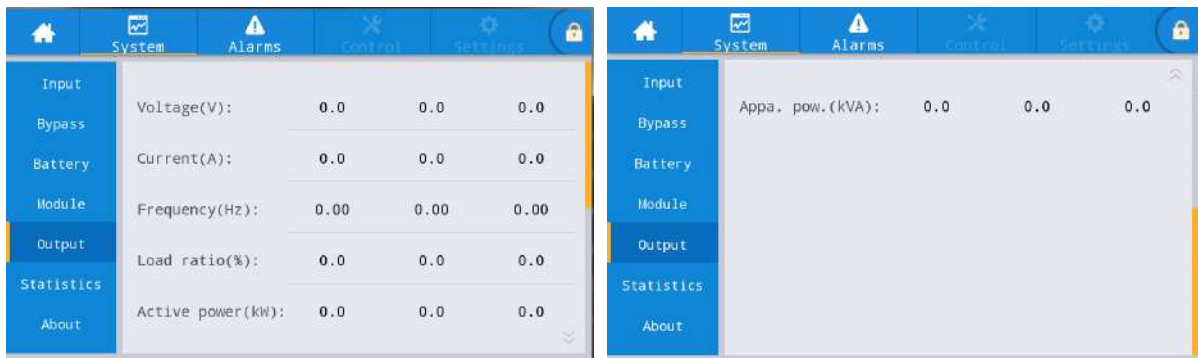 System Alarms Control Settings
Input
Bypass
Battery
Module
Output
Statistics
About
Voltage(V): 0.0 0.0 0.0
Current(A): 0.0 0.0 0.0
Frequency(Hz): 0.00 0.00 0.00
Load ratio(%): 0.0 0.0 0.0
Active power(kW): 0.0 0.0 0.0
System Alarms Control Settings
Input
Bypass
Battery
Module
Output
Statistics
About
Appa. pow.(kVA): 0.0 0.0 0.0